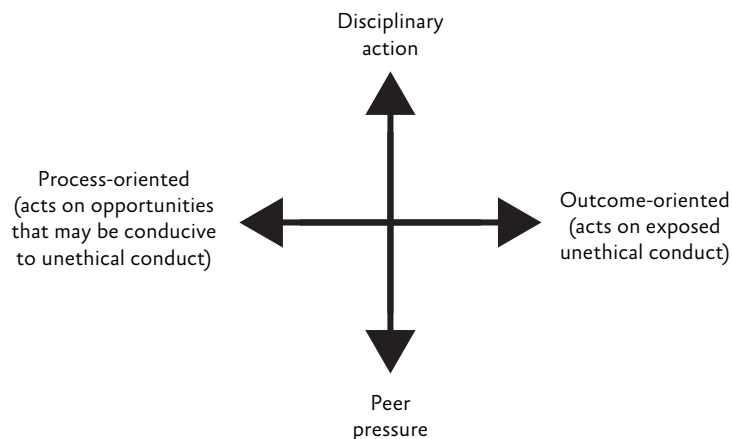 Disciplinary
action
Process-oriented
(acts on opportunities
that may be conducive
to unethical conduct)
Outcome-oriented
(acts on exposed
unethical conduct)
Peer
pressure